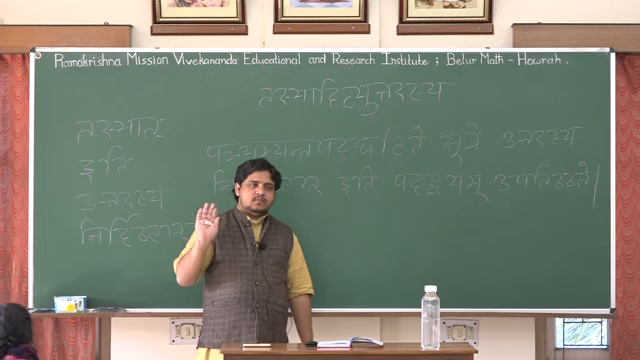 Ramakrishna Mission Vivekananda Educational and Research Institute ; Belur Math - Howrah .
तस्मादित्युत्तरस्य
तस्मात्
इति
उत्तरस्य
पञ्चम्यन्तपदघटिते सूत्रे उत्तरस्य
इति पदद्वयम् उपतिष्ठते |